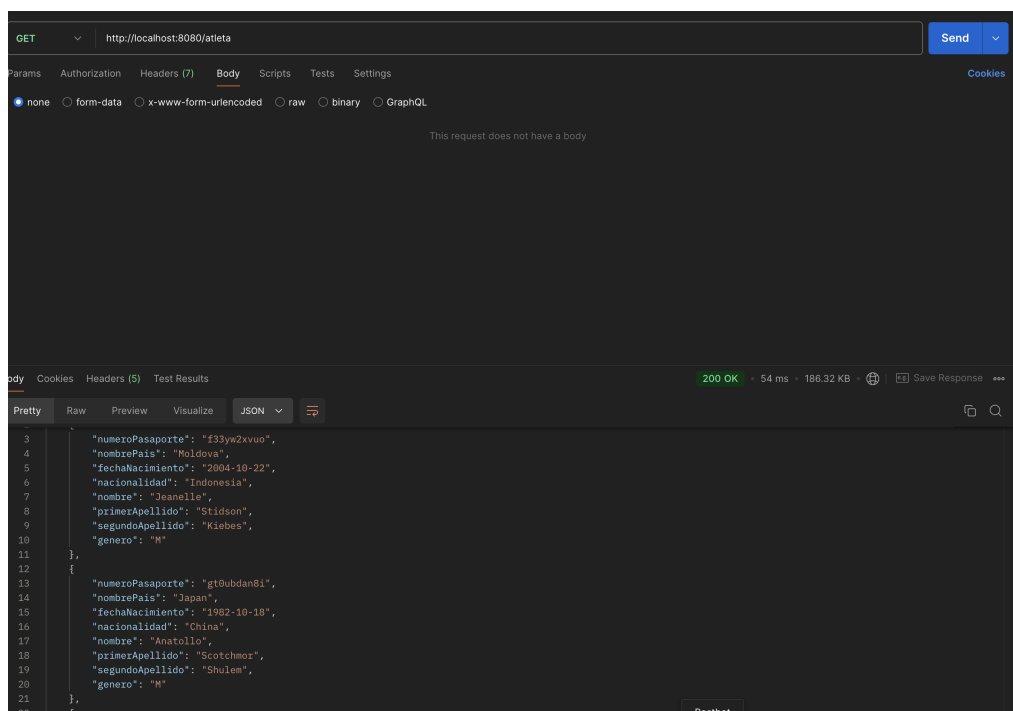 GET http://localhost:8080/atleta Send
Params Authorization Headers (7) Body Scripts Tests Settings Cookies
none form-data x-www-form-urlencoded raw binary GraphQL
This request does not have a body
ody Cookies Headers (5) Test Results 200 OK • 54 ms • 186.32 KB • Save Response
Pretty Raw Preview Visualize JSON
3 "numeroPasaporte": "f33yw2xvuo",
4 "nombrePais": "Moldova",
5 "fechaNacimiento": "2004-10-22",
6 "nacionalidad": "Indonesia",
7 "nombre": "Jeanelle",
8 "primerApellido": "Stidson",
9 "segundoApellido": "Kiebes",
10 "genero": "M"
11 },
12 {
13 "numeroPasaporte": "gt0ubdan8i",
14 "nombrePais": "Japan",
15 "fechaNacimiento": "1982-10-18",
16 "nacionalidad": "China",
17 "nombre": "Anatollo",
18 "primerApellido": "Scotchmor",
19 "segundoApellido": "Shulem",
20 "genero": "M"
21 },